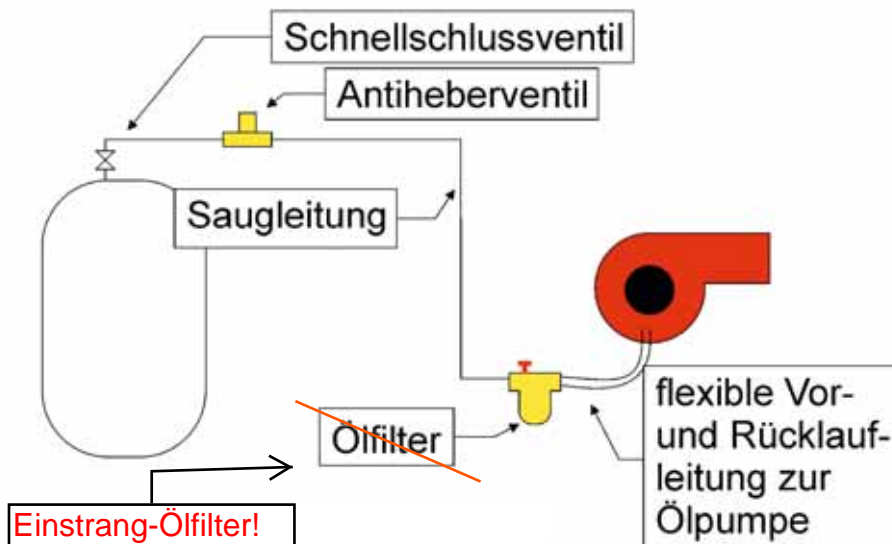 Schnellschlussventil
Antiheberventil
Saugleitung
Ölfilter
flexible Vor-
und Rücklauf-
leitung zur
Ölpumpe
Einstrang-Ölfilter!